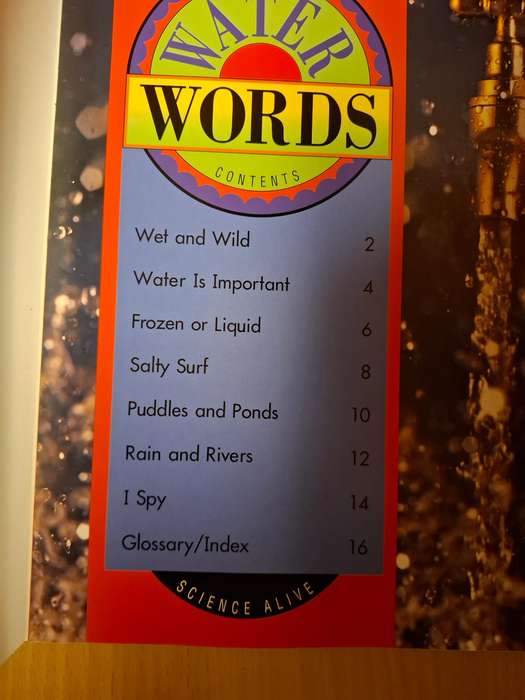 WATER
WORDS
CONTENTS
Wet and Wild 2
Water Is Important 4
Frozen or Liquid 6
Salty Surf 8
Puddles and Ponds 10
Rain and Rivers 12
I Spy 14
Glossary/Index 16
SCIENCE ALIVE